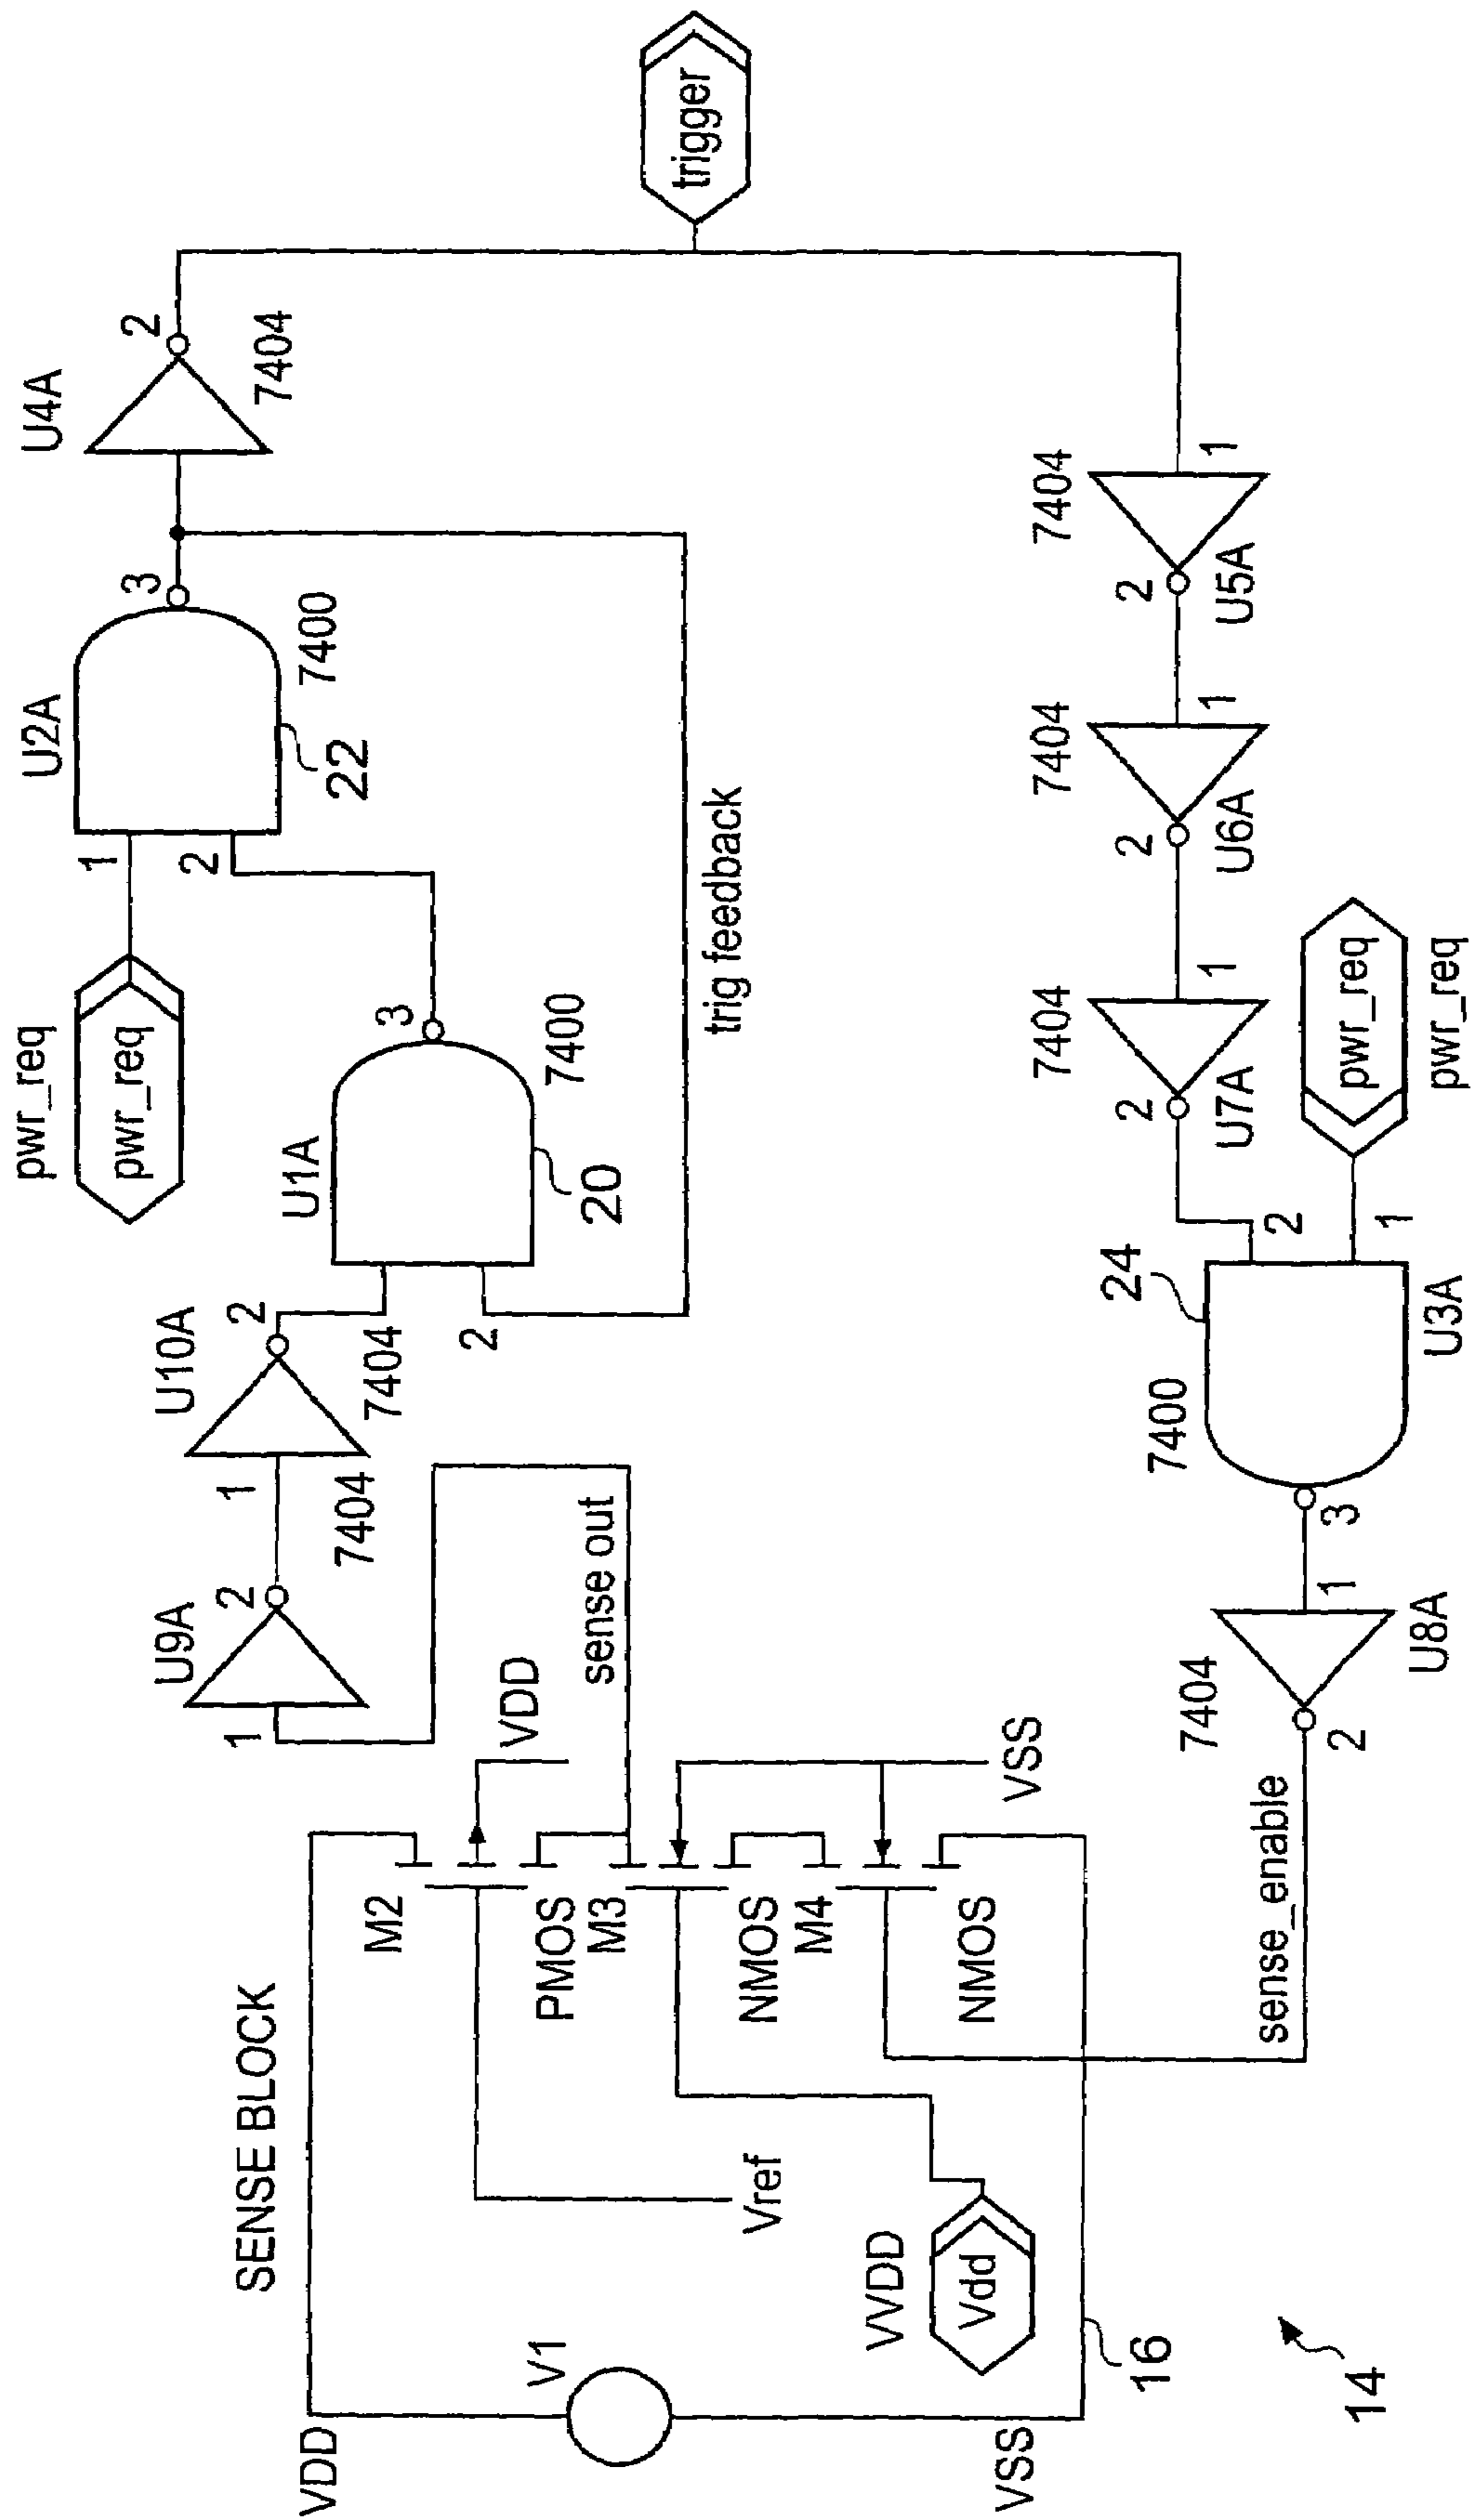 SENSE BLOCK
VDD
V1
VSS
16
14
VVDD
Vdd
Vref
M2
PMOS
M3
NMOS
M4
NMOS
VDD
VSS
sense out
sense_enable
U9A
1
2
7404
U10A
1
2
7404
U1A
2
3
7400
20
pwr_req
pwr_req
U2A
1
2
3
7400
22
trig feedback
U4A
2
7404
trigger
7404
1
2
U5A
7404
1
2
U6A
7404
1
2
U7A
pwr_req
pwr_req
24
2
1
7400
3
U3A
7404
1
2
U8A